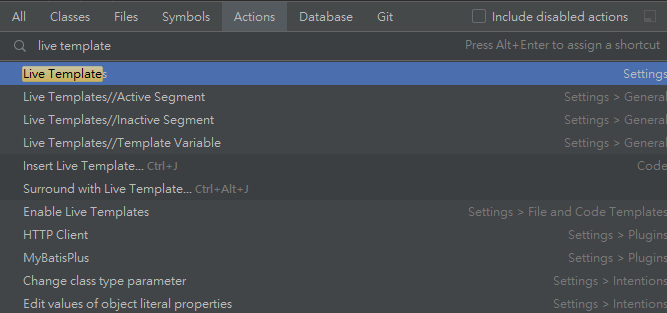 All Classes Files Symbols Actions Database Git Include disabled actions
live template Press Alt+Enter to assign a shortcut
Live Templates Settings
Live Templates//Active Segment Settings > General
Live Templates//Inactive Segment Settings > General
Live Templates//Template Variable Settings > General
Insert Live Template... Ctrl+J Code
Surround with Live Template... Ctrl+Alt+J
Enable Live Templates Settings > File and Code Templates
HTTP Client Settings > Plugins
MyBatisPlus Settings > Plugins
Change class type parameter Settings > Intentions
Edit values of object literal properties Settings > Intentions